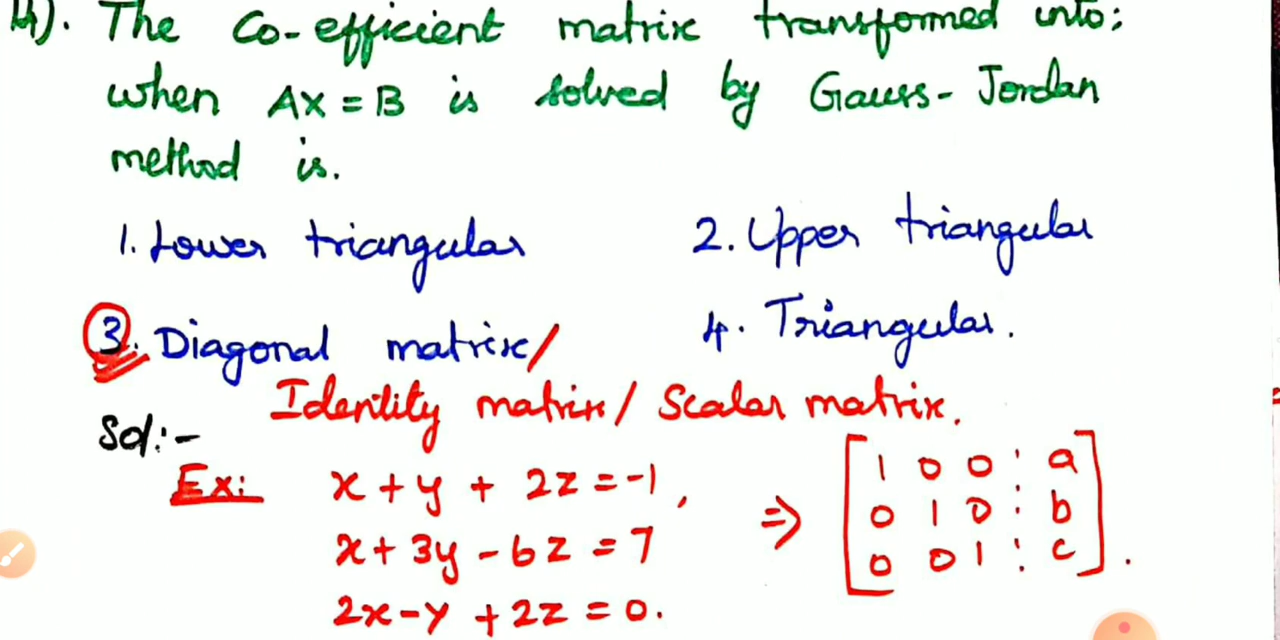 14). The Co-efficient matrix transformed into;
when AX = B is solved by Gauss-Jordan
method is.
1. Lower triangular 2. Upper triangular
3. Diagonal matrix/ 4. Triangular.
Identity matrix/ Scalar matrix.
Sol:-
Ex: x + y + 2z = -1,
x + 3y - 6z = 7
2x - y + 2z = 0.
⇒ [1 0 0 : a
0 1 0 : b
0 0 1 : c].